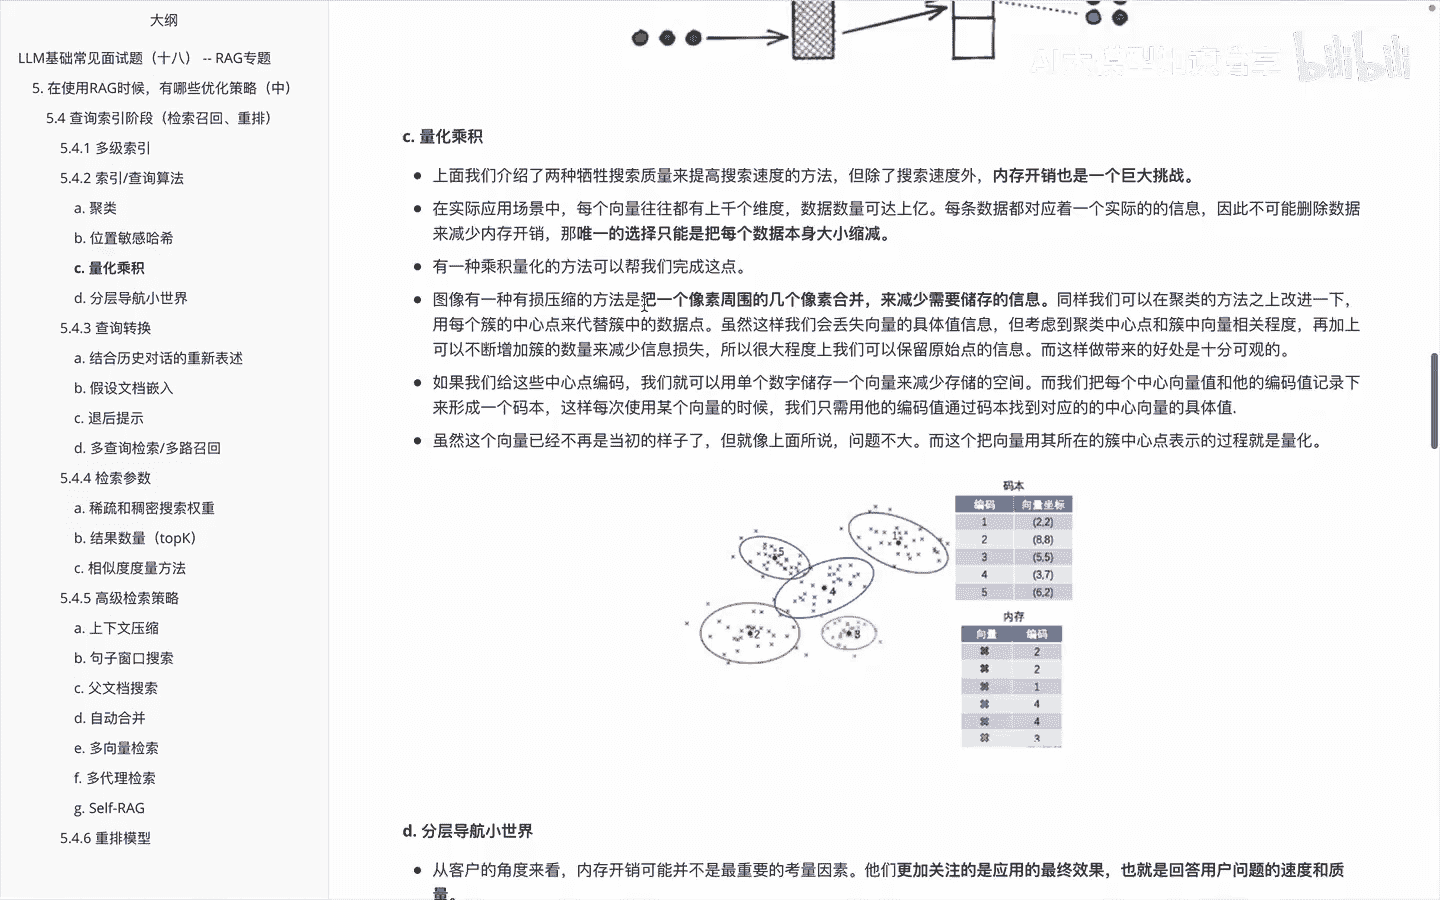 大纲
LLM基础常见面试题（十八） -- RAG专题
5. 在使用RAG时候，有哪些优化策略（中）
5.4 查询索引阶段（检索召回、重排）
5.4.1 多级索引
5.4.2 索引/查询算法
a. 聚类
b. 位置敏感哈希
c. 量化乘积
d. 分层导航小世界
5.4.3 查询转换
a. 结合历史对话的重新表述
b. 假设文档嵌入
c. 退后提示
d. 多查询检索/多路召回
5.4.4 检索参数
a. 稀疏和稠密搜索权重
b. 结果数量（topK）
c. 相似度度量方法
5.4.5 高级检索策略
a. 上下文压缩
b. 句子窗口搜索
c. 父文档搜索
d. 自动合并
e. 多向量检索
f. 多代理检索
g. Self-RAG
5.4.6 重排模型
bilibili
c. 量化乘积
上面我们介绍了两种牺牲搜索质量来提高搜索速度的方法，但除了搜索速度外，内存开销也是一个巨大挑战。
在实际应用场景中，每个向量往往都有上千个维度，数据数量可达上亿。每条数据都对应着一个实际的的信息，因此不可能删除数据
来减少内存开销，那唯一的选择只能是把每个数据本身大小缩减。
有一种乘积量化的方法可以帮我们完成这点。
图像有一种有损压缩的方法是把一个像素周围的几个像素合并，来减少需要储存的信息。同样我们可以在聚类的方法之上改进一下，
用每个簇的中心点来代替簇中的数据点。虽然这样我们会丢失向量的具体值信息，但考虑到聚类中心点和簇中向量相关程度，再加上
可以不断增加簇的数量来减少信息损失，所以很大程度上我们可以保留原始点的信息。而这样做带来的好处是十分可观的。
如果我们给这些中心点编码，我们就可以用单个数字储存一个向量来减少存储的空间。而我们把每个中心向量值和他的编码值记录下
来形成一个码本，这样每次使用某个向量的时候，我们只需用他的编码值通过码本找到对应的的中心向量的具体值.
虽然这个向量已经不再是当初的样子了，但就像上面所说，问题不大。而这个把向量用其所在的簇中心点表示的过程就是量化。
1
5
4
2
3
码本
编码 向量坐标
1 (2,2)
2 (8,8)
3 (5,5)
4 (3,7)
5 (6,2)
内存
向量 编码
2
2
1
4
4
3
d. 分层导航小世界
从客户的角度来看，内存开销可能并不是最重要的考量因素。他们更加关注的是应用的最终效果，也就是回答用户问题的速度和质
量。